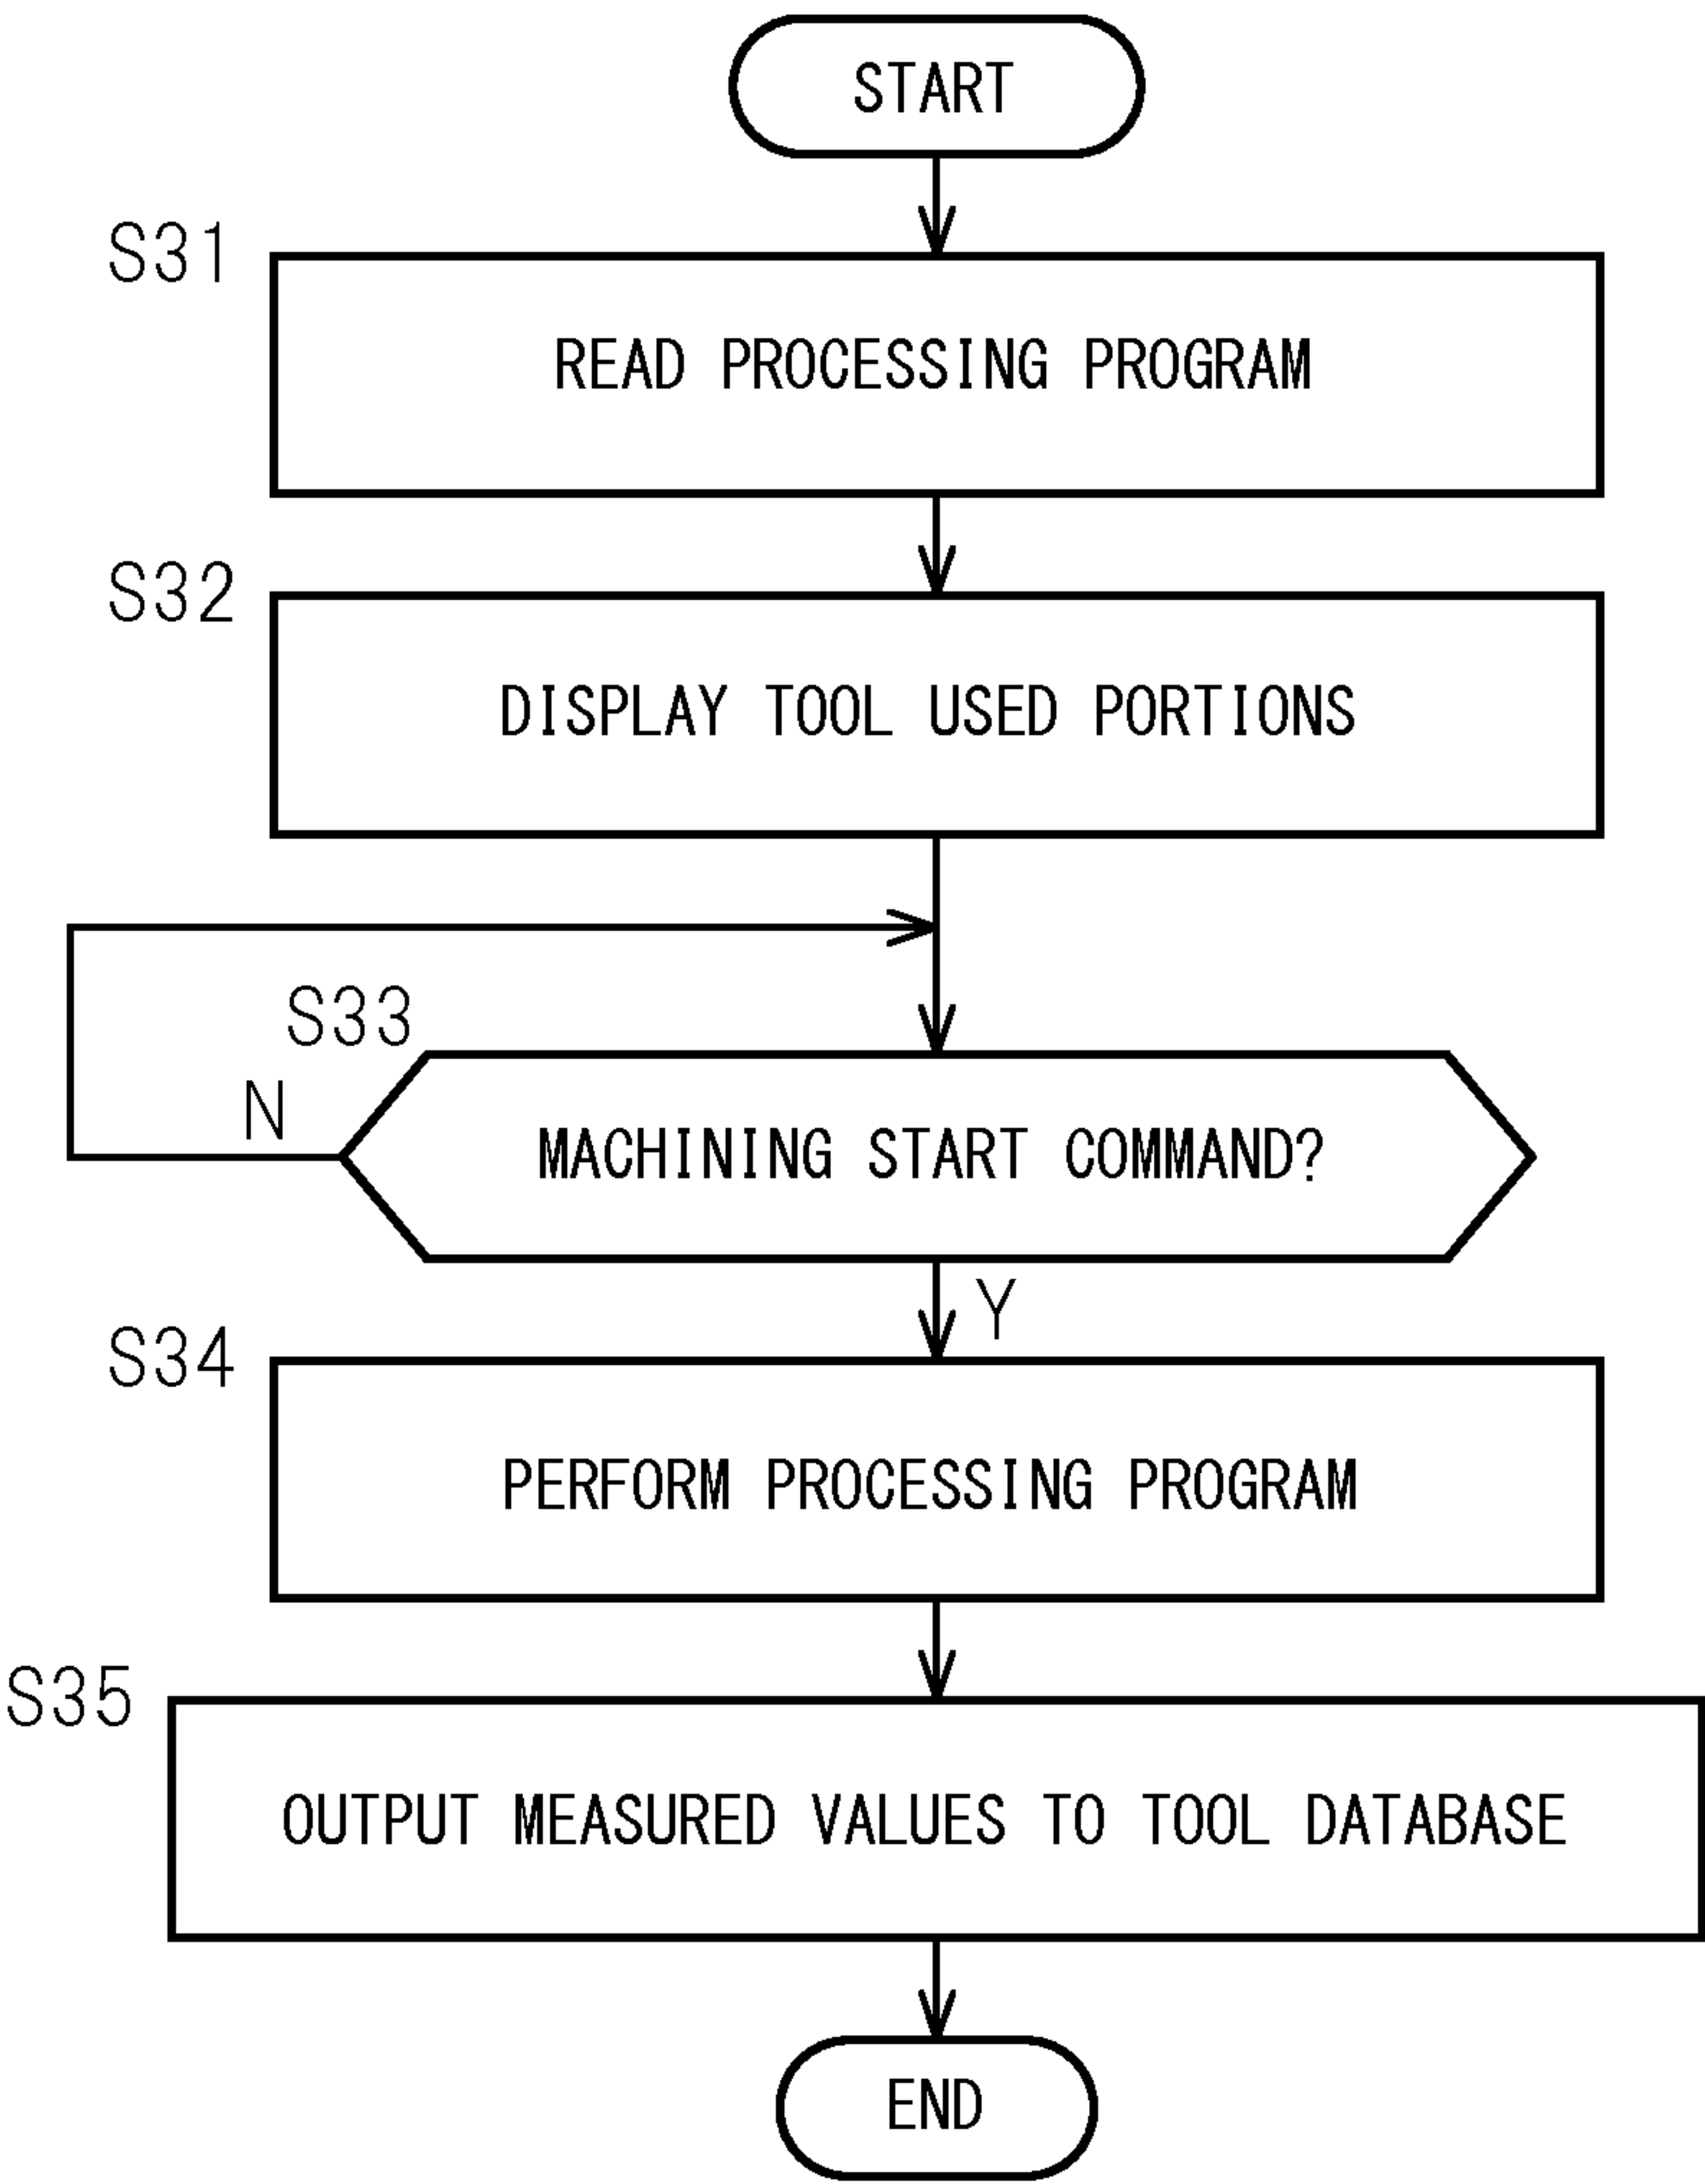 START
S31
READ PROCESSING PROGRAM
S32
DISPLAY TOOL USED PORTIONS
S33
N
MACHINING START COMMAND?
Y
S34
PERFORM PROCESSING PROGRAM
S35
OUTPUT MEASURED VALUES TO TOOL DATABASE
END